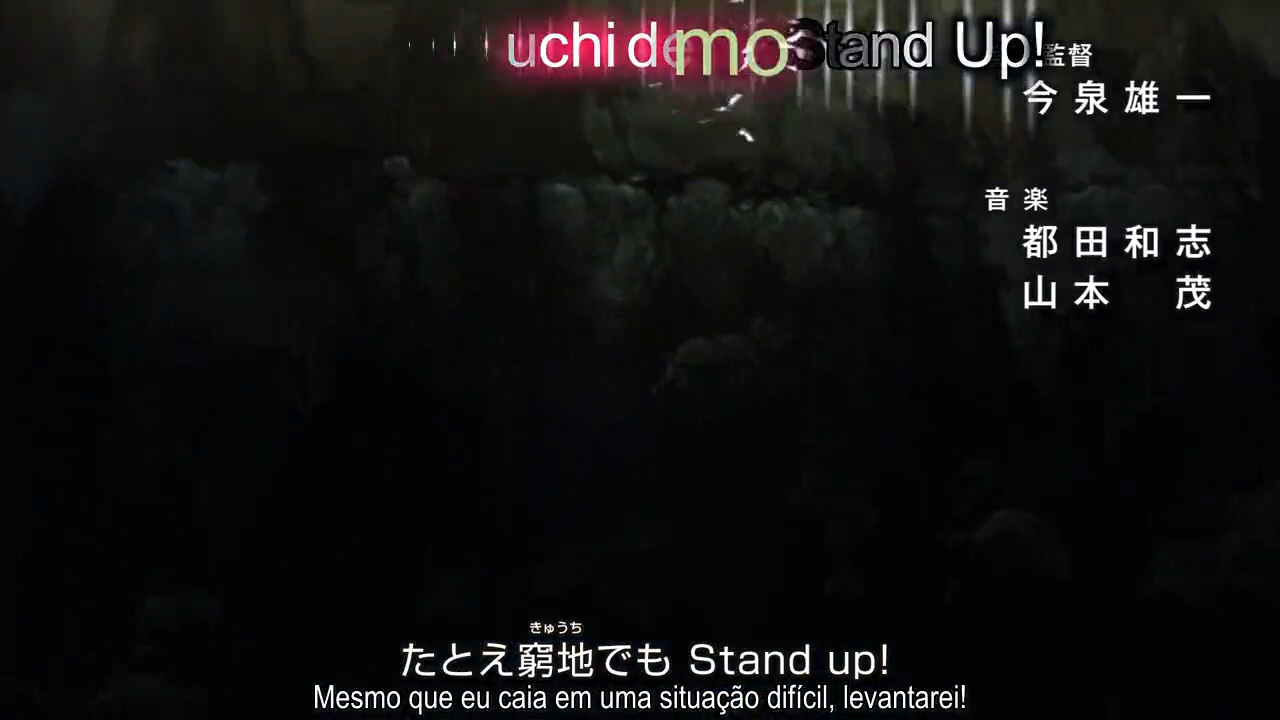 uchi de mo Stand Up!
監督
今泉雄一
音楽
都田和志
山本 茂
きゅうち
たとえ窮地でも Stand up!
Mesmo que eu caia em uma situação difícil, levantarei!